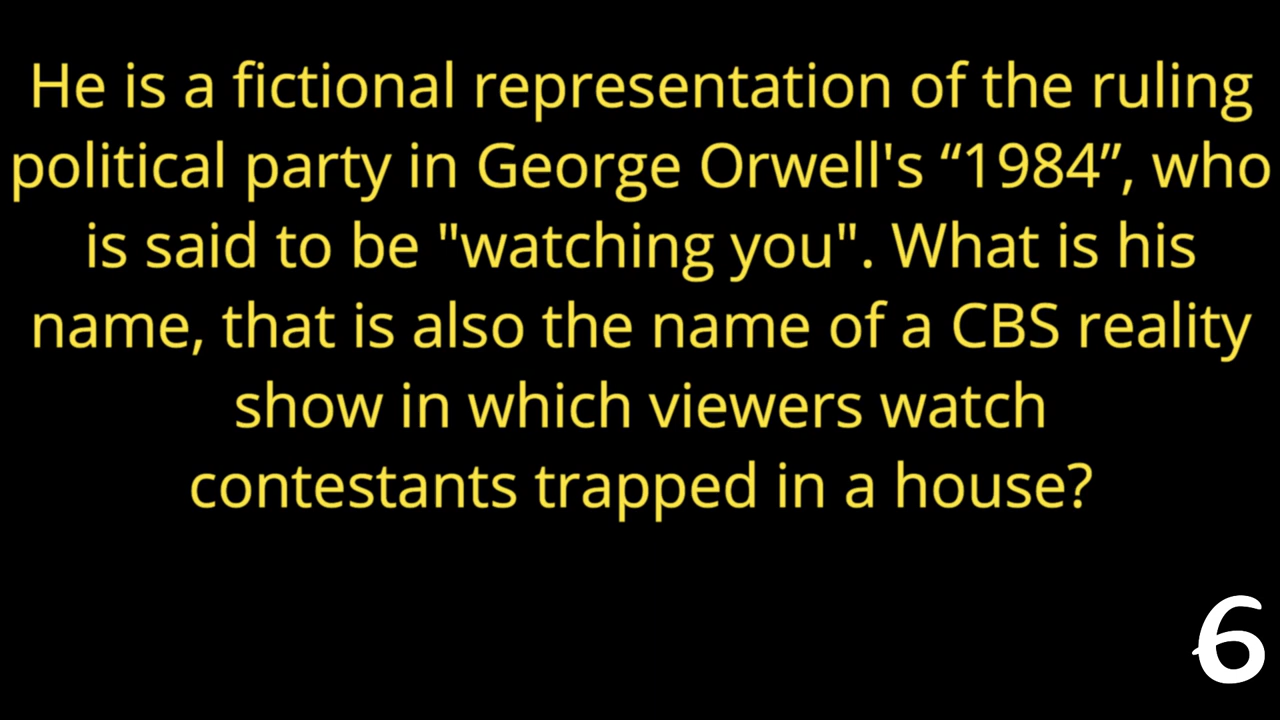 He is a fictional representation of the ruling
political party in George Orwell's “1984”, who
is said to be "watching you". What is his
name, that is also the name of a CBS reality
show in which viewers watch
contestants trapped in a house?
6